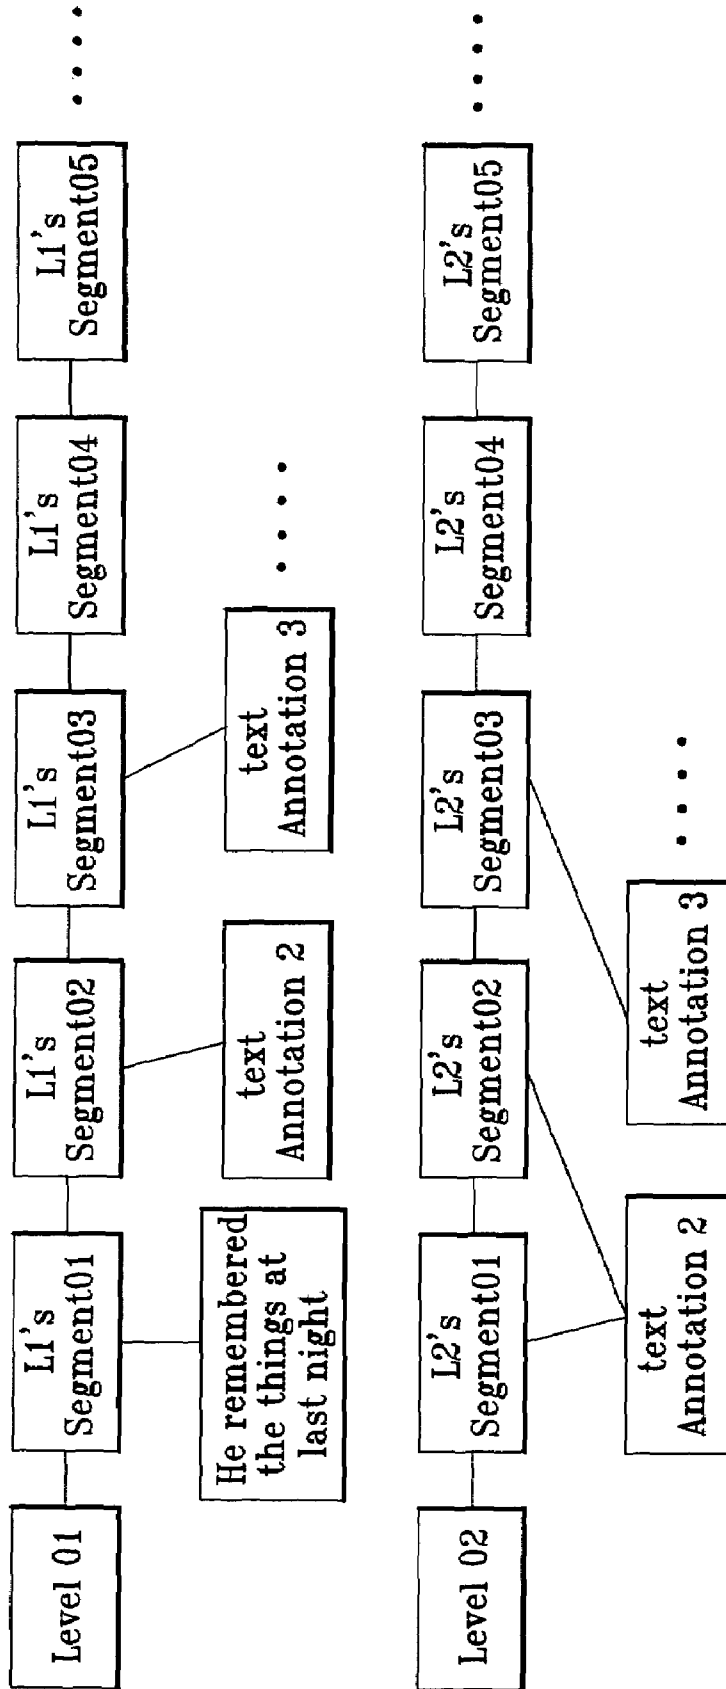 Level 01
L1's
Segment01
L1's
Segment02
L1's
Segment03
L1's
Segment04
L1's
Segment05
He remembered
the things at
last night
text
Annotation 2
text
Annotation 3
Level 02
L2's
Segment01
L2's
Segment02
L2's
Segment03
L2's
Segment04
L2's
Segment05
text
Annotation 2
text
Annotation 3